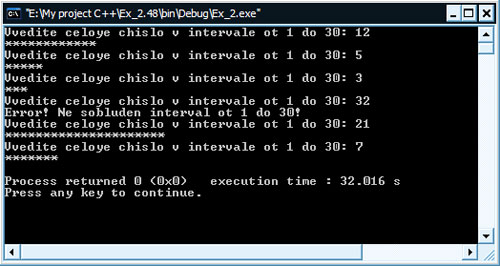 "E:\My project C++\Ex_2.48\bin\Debug\Ex_2.exe"
Vvedite celoye chislo v intervale ot 1 do 30: 12
************
Vvedite celoye chislo v intervale ot 1 do 30: 5
*****
Vvedite celoye chislo v intervale ot 1 do 30: 3
***
Vvedite celoye chislo v intervale ot 1 do 30: 32
Error! Ne sobluden interval ot 1 do 30!
Vvedite celoye chislo v intervale ot 1 do 30: 21
*********************
Vvedite celoye chislo v intervale ot 1 do 30: 7
*******
Process returned 0 (0x0)   execution time : 32.016 s
Press any key to continue.